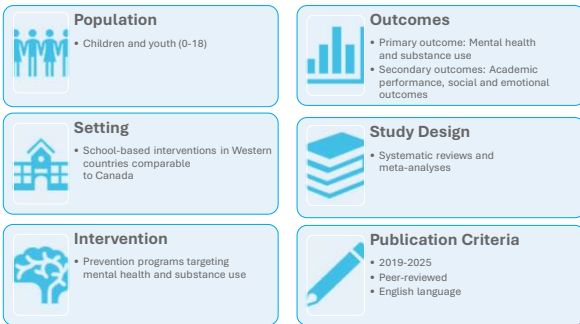 Population
• Children and youth (0-18)
Setting
• School-based interventions in Western
countries comparable
to Canada
Intervention
• Prevention programs targeting
mental health and substance use
Outcomes
• Primary outcome: Mental health
and substance use
• Secondary outcomes: Academic
performance, social and emotional
outcomes
Study Design
• Systematic reviews and
meta-analyses
Publication Criteria
• 2019-2025
• Peer-reviewed
• English language